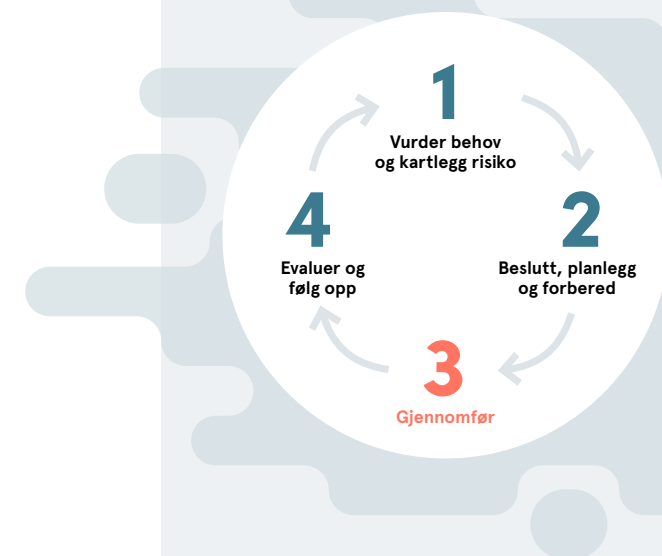 1
Vurder behov
og kartlegg risiko
2
Beslutt, planlegg
og forbered
3
Gjennomfør
4
Evaluer og
følg opp